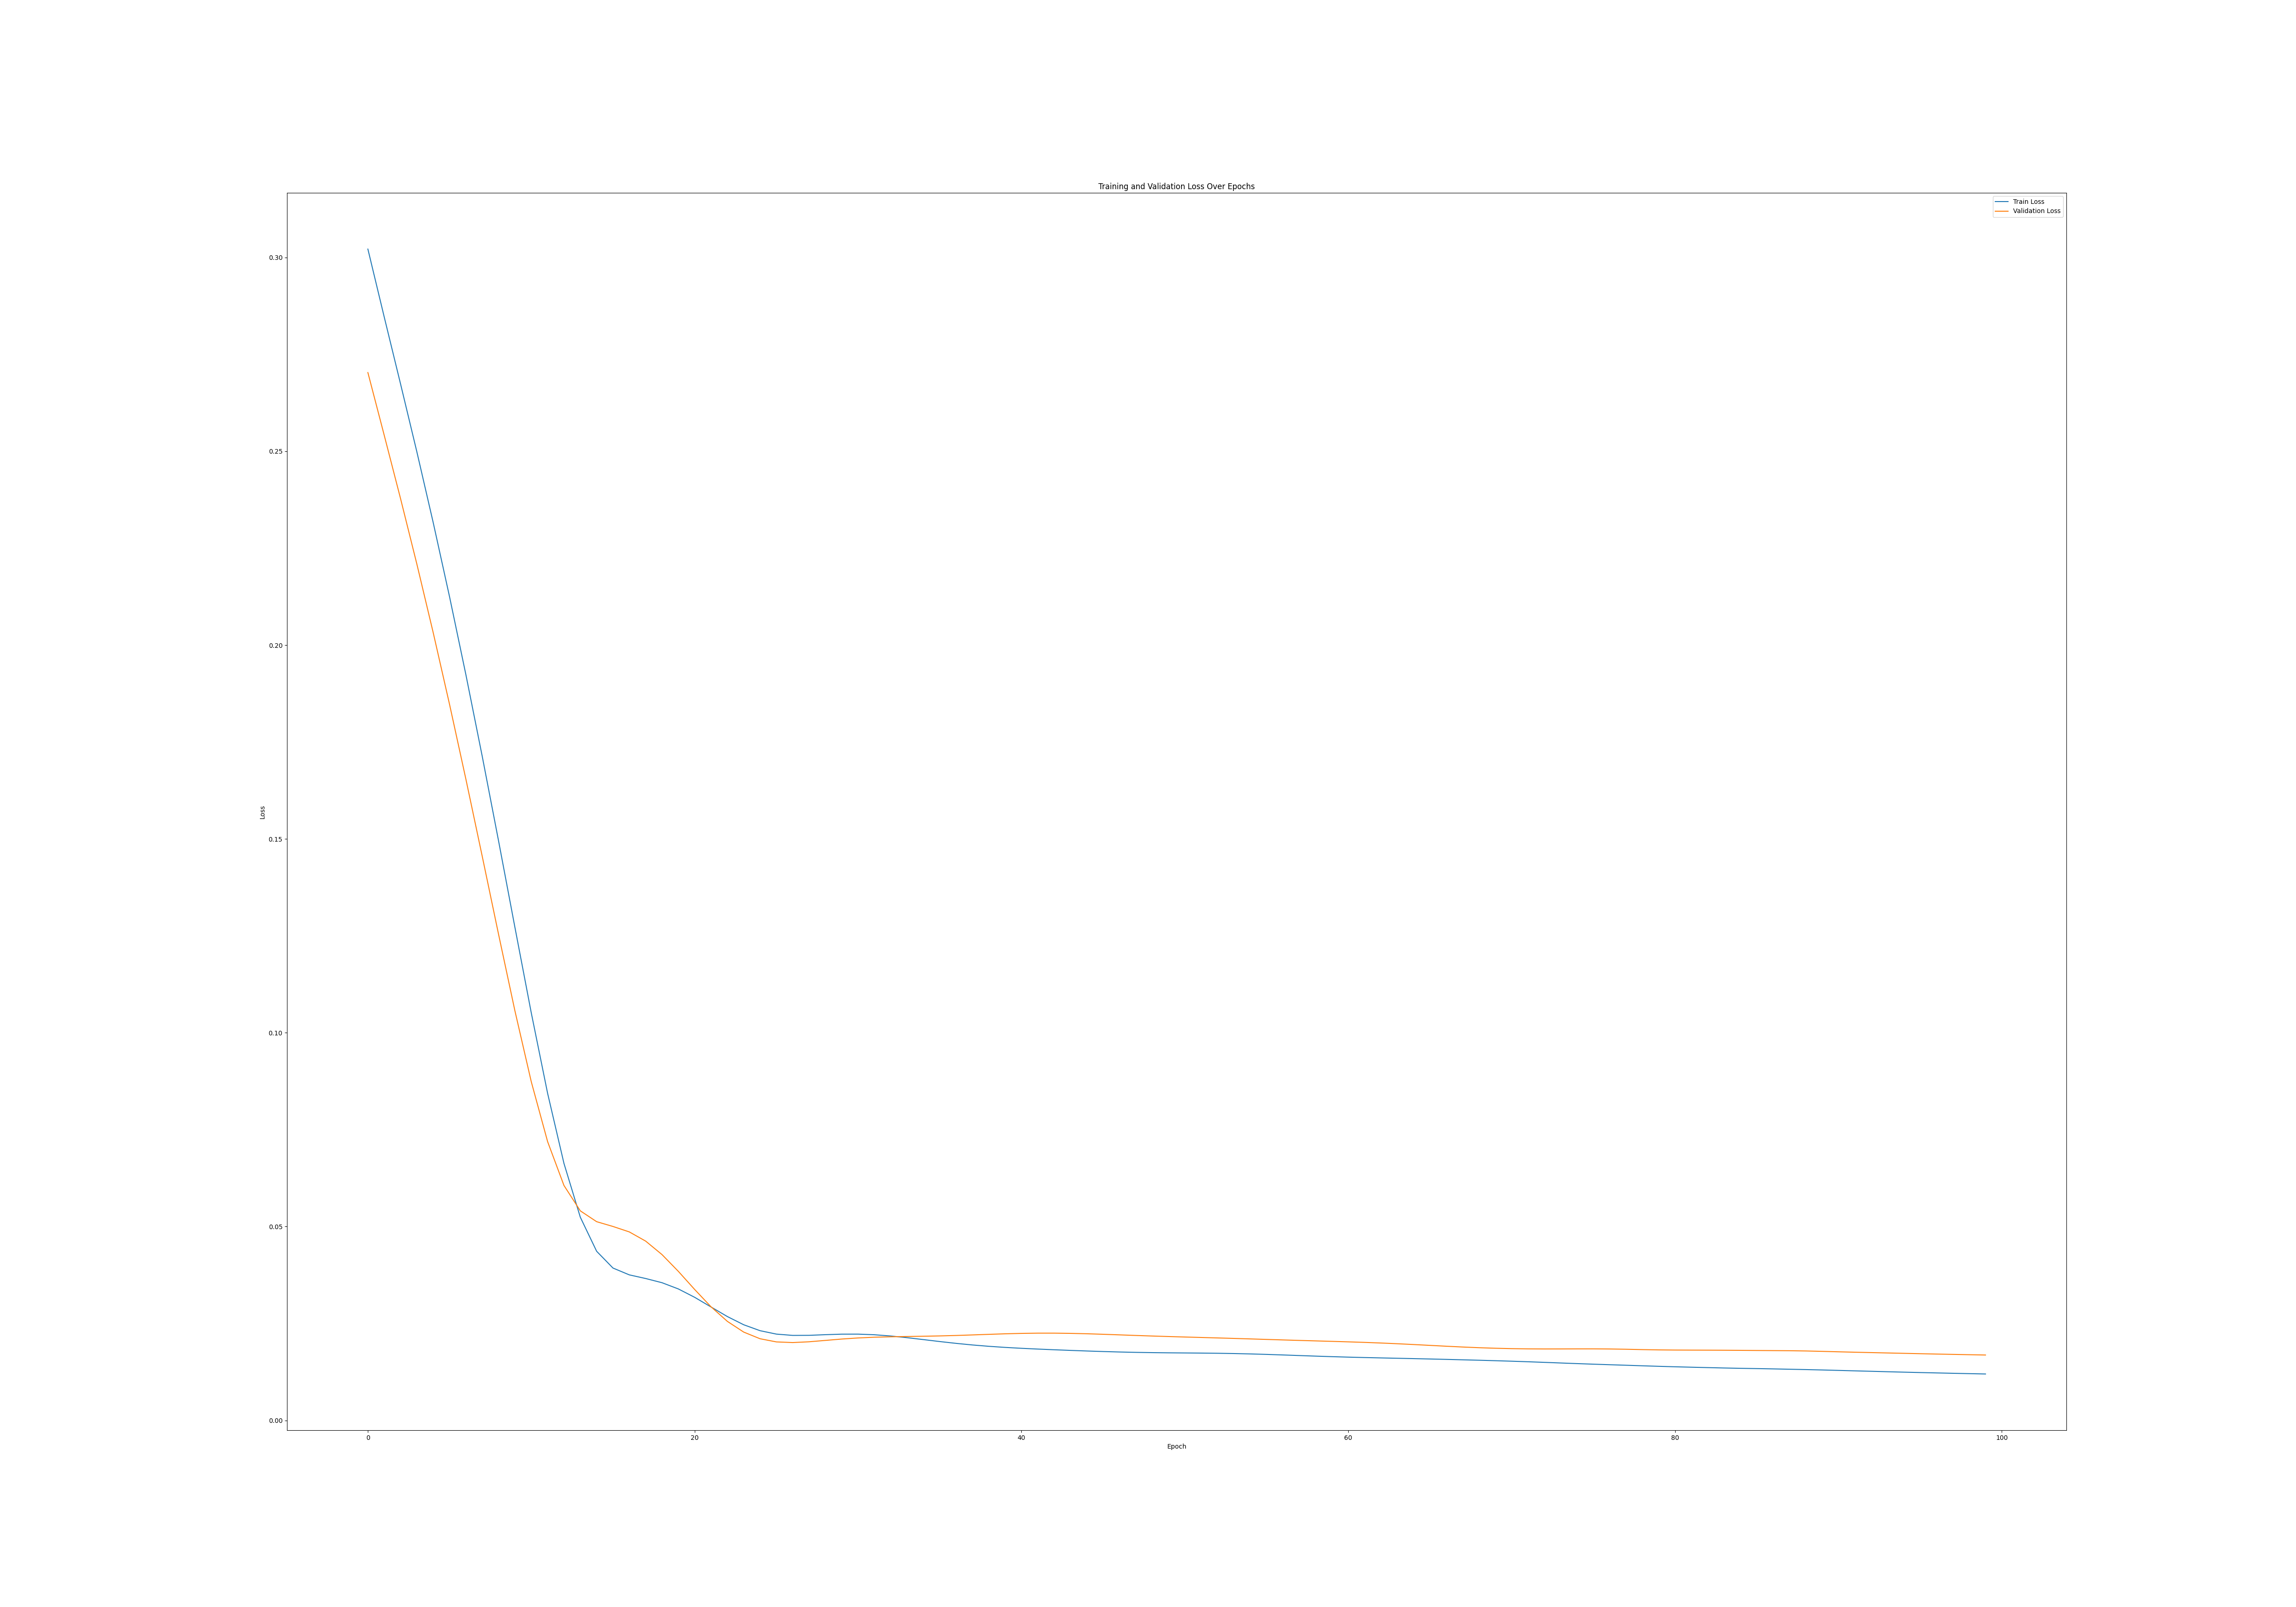 Training and Validation Loss Over Epochs
Train Loss
Validation Loss
0.30
0.25
0.20
0.15
0.10
0.05
0.00
Loss
0 20 40 60 80 100
Epoch